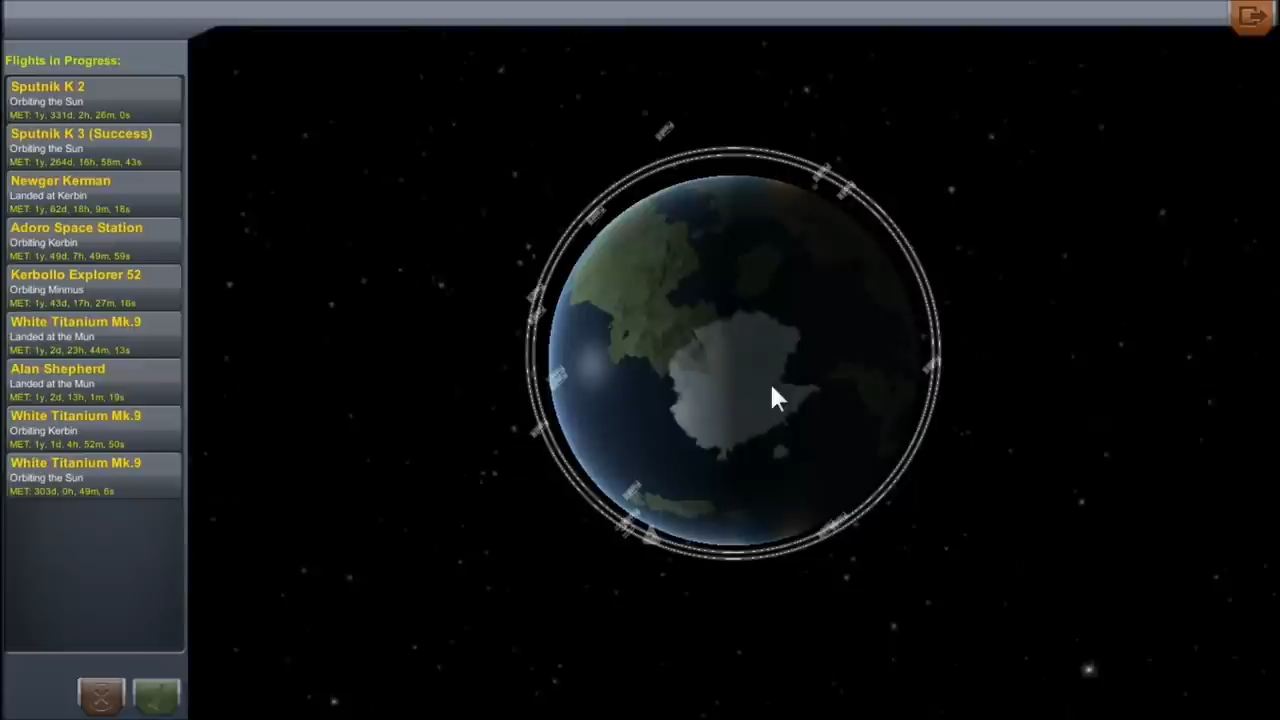 Flights in Progress:
Sputnik K 2
Orbiting the Sun
MET: 1y, 331d, 2h, 26m, 0s
Sputnik K 3 (Success)
Orbiting the Sun
MET: 1y, 264d, 16h, 58m, 43s
Newger Kerman
Landed at Kerbin
MET: 1y, 62d, 18h, 9m, 18s
Adoro Space Station
Orbiting Kerbin
MET: 1y, 49d, 7h, 49m, 59s
Kerbollo Explorer 52
Orbiting Minmus
MET: 1y, 43d, 17h, 27m, 16s
White Titanium Mk.9
Landed at the Mun
MET: 1y, 2d, 23h, 44m, 13s
Alan Shepherd
Landed at the Mun
MET: 1y, 2d, 13h, 1m, 19s
White Titanium Mk.9
Orbiting Kerbin
MET: 1y, 1d, 4h, 52m, 50s
White Titanium Mk.9
Orbiting the Sun
MET: 303d, 0h, 49m, 6s